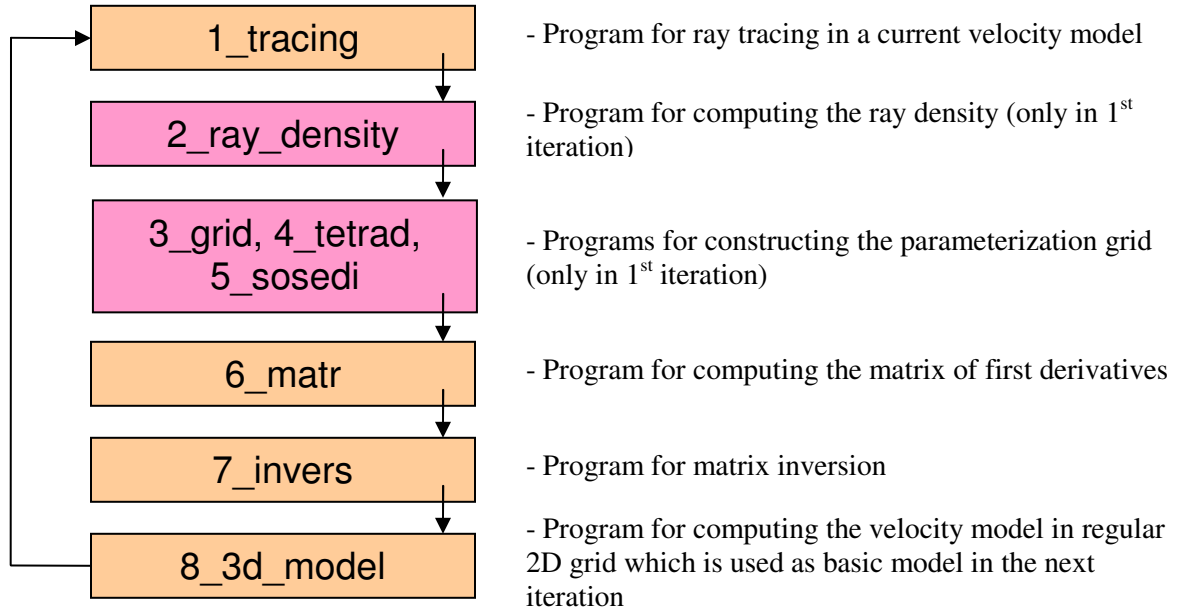 1_tracing
- Program for ray tracing in a current velocity model
2_ray_density
- Program for computing the ray density (only in 1st
iteration)
3_grid, 4_tetrad,
5_sosedi
- Programs for constructing the parameterization grid
(only in 1st iteration)
6_matr
- Program for computing the matrix of first derivatives
7_invers
- Program for matrix inversion
8_3d_model
- Program for computing the velocity model in regular
2D grid which is used as basic model in the next
iteration